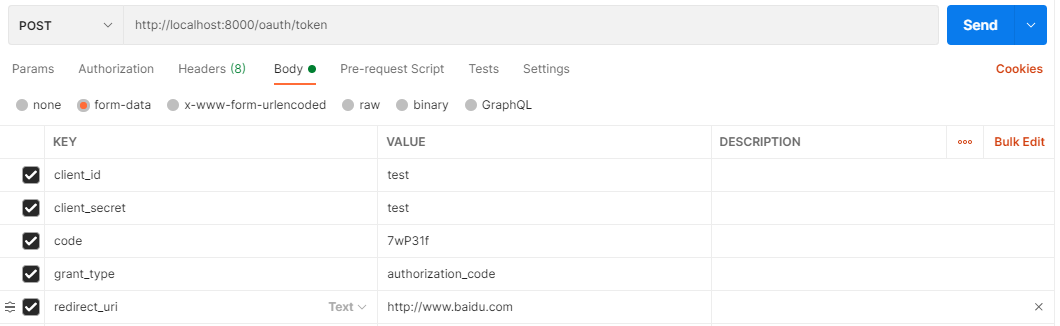 POST http://localhost:8000/oauth/token Send
Params Authorization Headers (8) Body Pre-request Script Tests Settings Cookies
none form-data x-www-form-urlencoded raw binary GraphQL
KEY VALUE DESCRIPTION ooo Bulk Edit
client_id test
client_secret test
code 7wP31f
grant_type authorization_code
redirect_uri Text http://www.baidu.com